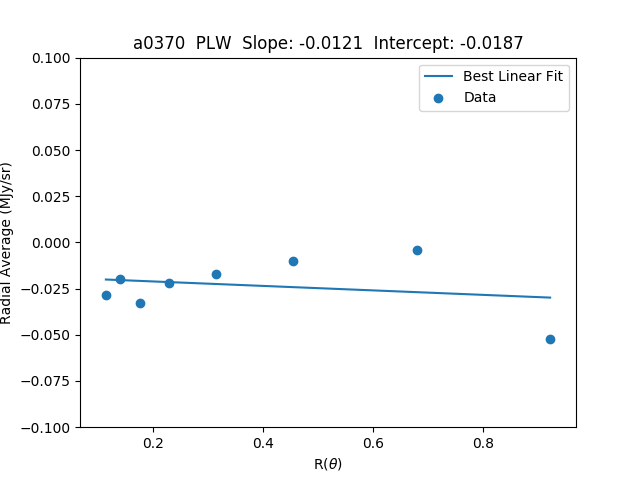 a0370  PLW  Slope: -0.0121  Intercept: -0.0187
0.100
0.075
0.050
0.025
0.000
−0.025
−0.050
−0.075
−0.100
Radial Average (MJy/sr)
Best Linear Fit
Data
0.2 0.4 0.6 0.8
R(θ)